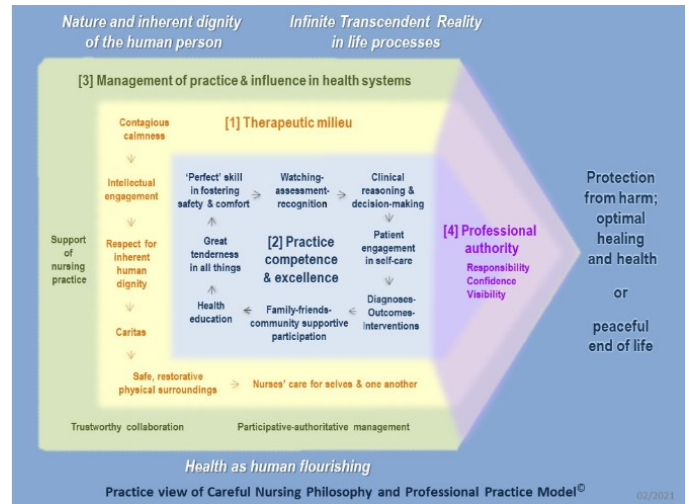 Nature and inherent dignity
of the human person
Infinite Transcendent Reality
in life processes
[3] Management of practice & influence in health systems
Contagious
calmness
[1] Therapeutic milieu
Intellectual
engagement
Respect for
inherent
human
dignity
Caritas
Safe, restorative
physical surroundings
Nurses' care for selves & one another
Support
of
nursing
practice
'Perfect' skill
in fostering
safety & comfort
Watching-
assessment-
recognition
Clinical
reasoning &
decision-making
Great
tenderness
in all things
[2] Practice
competence
& excellence
Patient
engagement
in self-care
Health
education
Family-friends-
community supportive
participation
Diagnoses-
Outcomes-
Interventions
[4] Professional
authority
Responsibility
Confidence
Visibility
Protection
from harm;
optimal
healing
and health
or
peaceful
end of life
Trustworthy collaboration
Participative-authoritative management
Health as human flourishing
Practice view of Careful Nursing Philosophy and Professional Practice Model©
02/2021